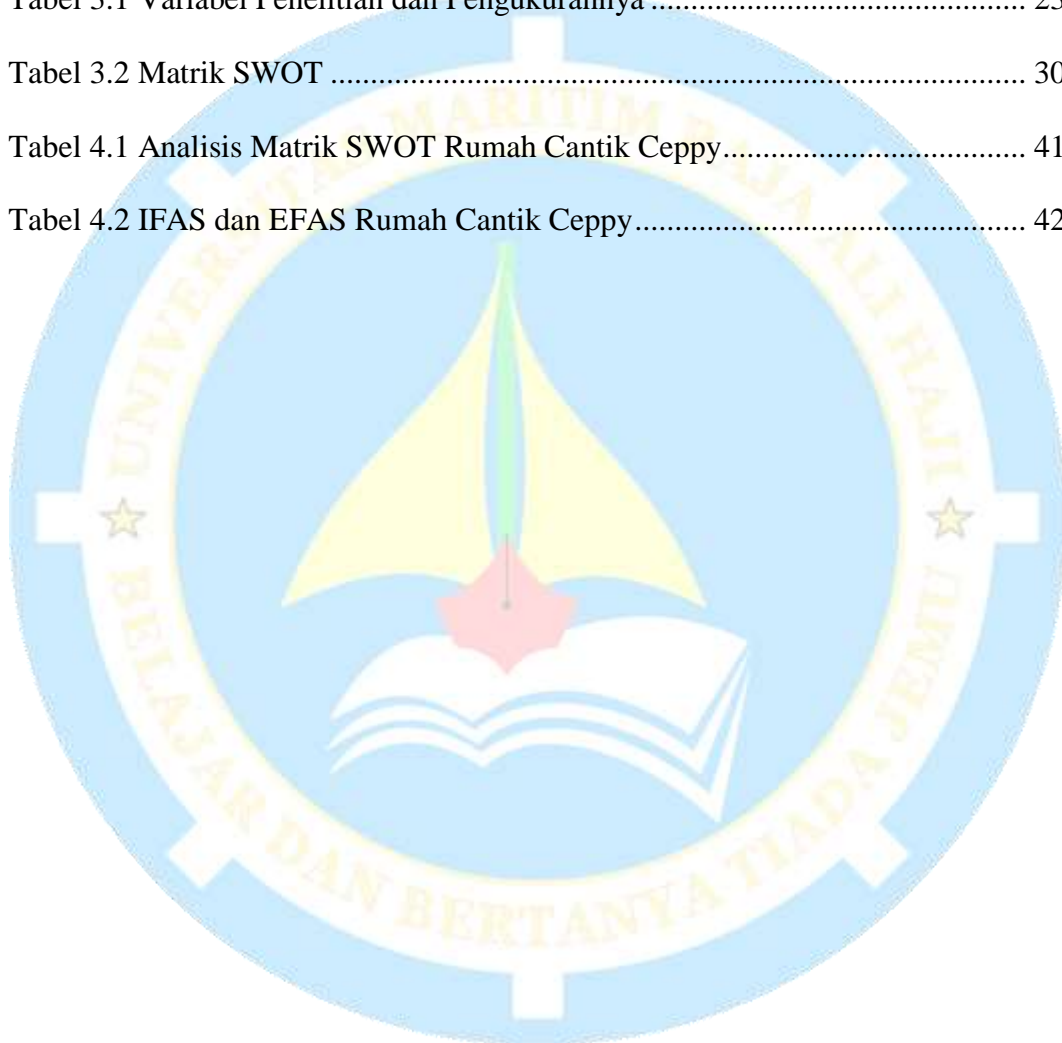 Tabel 3.1 Variabel Penelitian dan Pengukurannya .......................................................... 23
Tabel 3.2 Matrik SWOT ........................................................................................................ 30
Tabel 4.1 Analisis Matrik SWOT Rumah Cantik Ceppy............................................. 41
Tabel 4.2 IFAS dan EFAS Rumah Cantik Ceppy.......................................................... 42
UNIVERSITAS MARITIM RAJA ALI HAJI
BELAJAR DAN BERTANYA TIADA JEMU